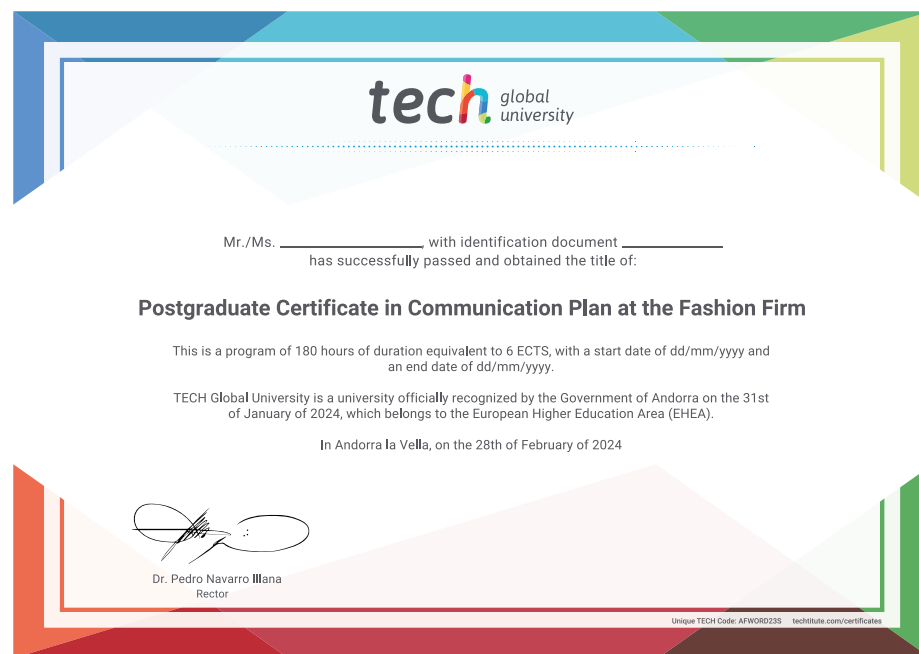 tech global
university
Mr./Ms. ____________, with identification document ____________
has successfully passed and obtained the title of:
Postgraduate Certificate in Communication Plan at the Fashion Firm
This is a program of 180 hours of duration equivalent to 6 ECTS, with a start date of dd/mm/yyyy and
an end date of dd/mm/yyyy.
TECH Global University is a university officially recognized by the Government of Andorra on the 31st
of January of 2024, which belongs to the European Higher Education Area (EHEA).
In Andorra la Vella, on the 28th of February of 2024
Dr. Pedro Navarro Illana
Rector
Unique TECH Code: AFWORD23S techtitute.com/certificates